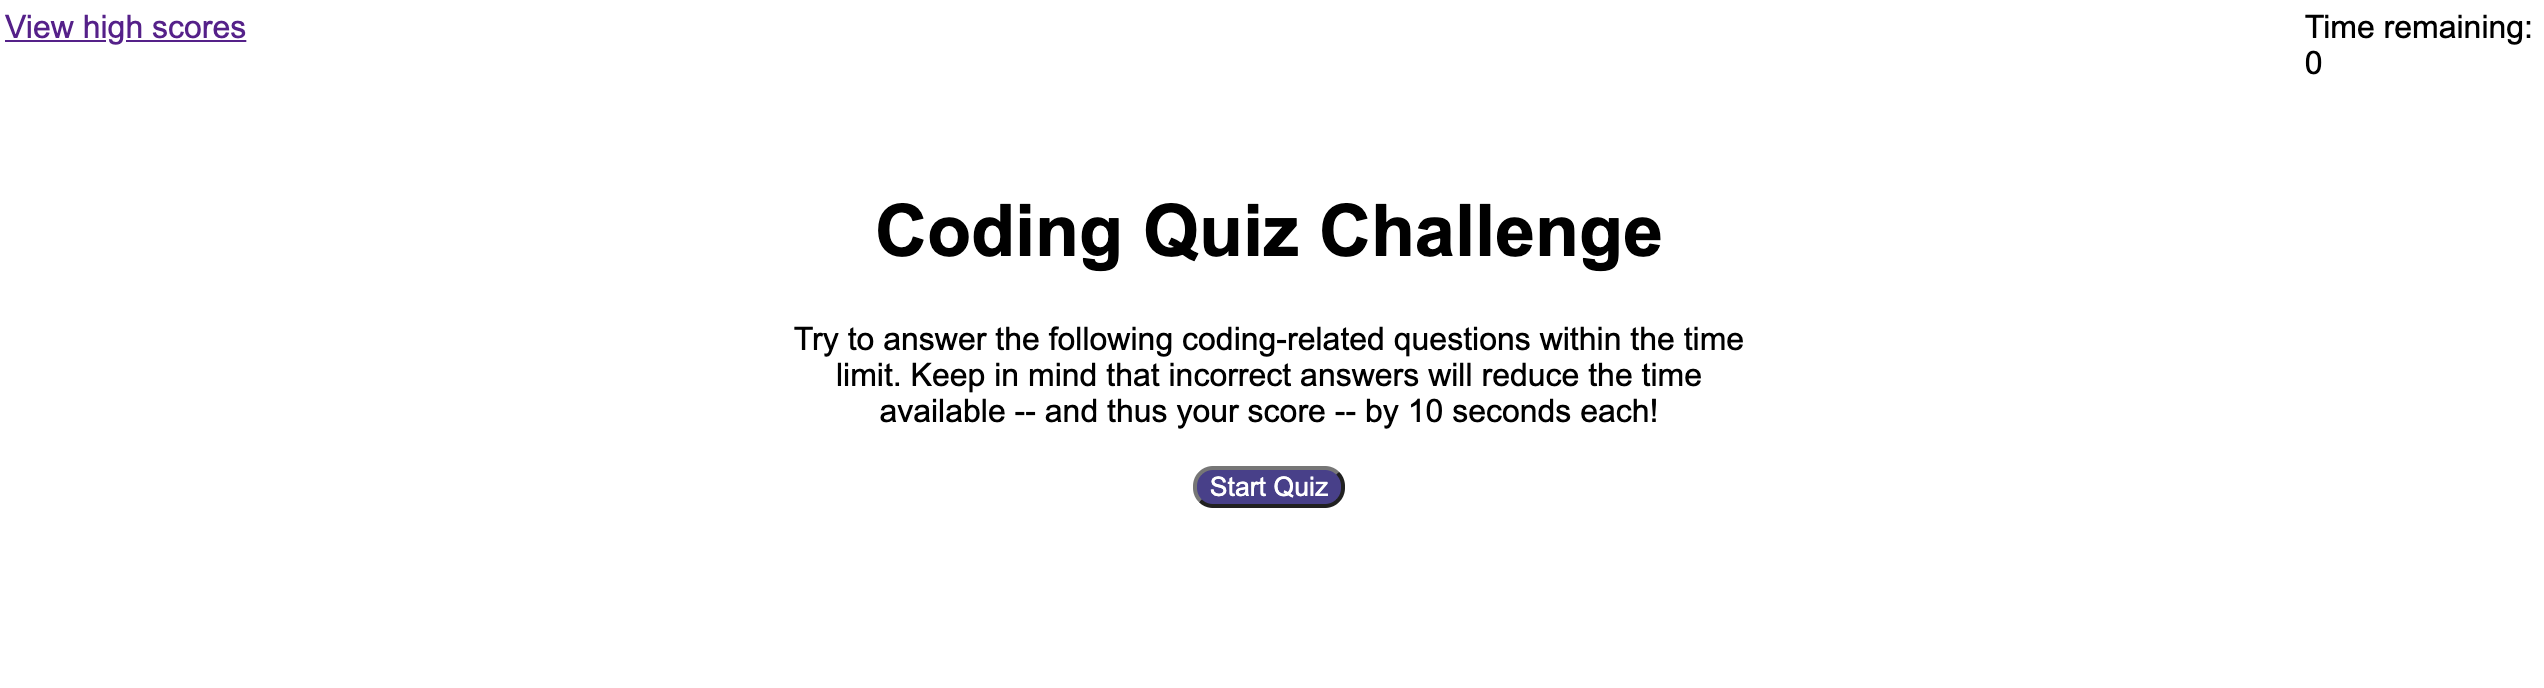 View high scores
Time remaining:
0
Coding Quiz Challenge
Try to answer the following coding-related questions within the time
limit. Keep in mind that incorrect answers will reduce the time
available -- and thus your score -- by 10 seconds each!
Start Quiz